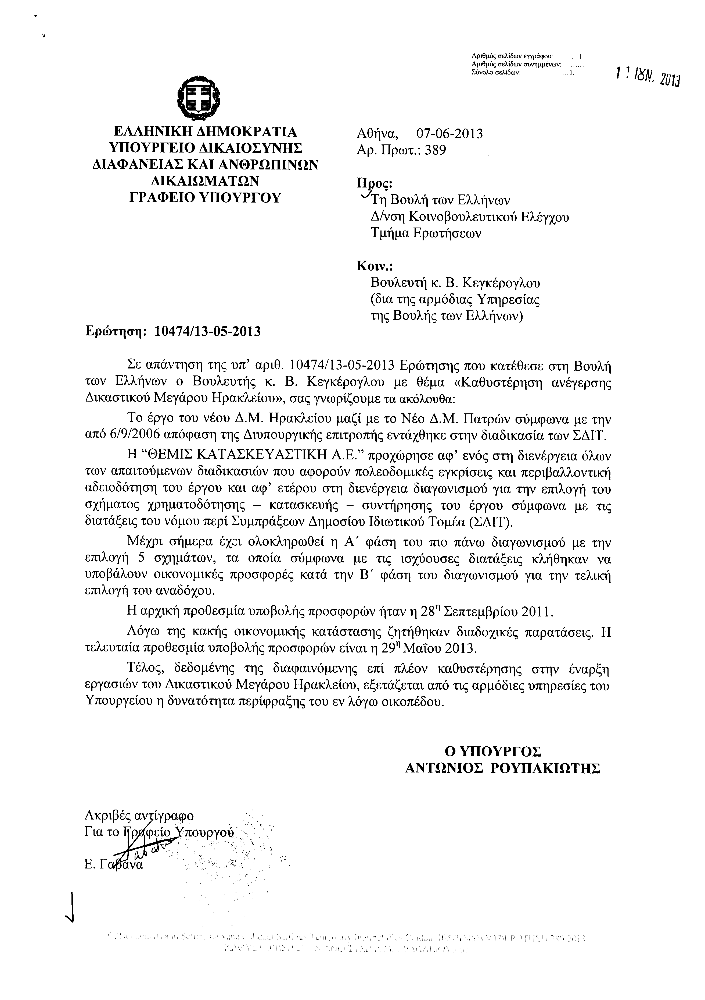 Αριθμός σελίδων εγγράφου: ...1...
Αριθμός σελίδων συνημμένων: ......
Σύνολο σελίδων: ...1.
ΙΟΥΝ. 2013
ΕΛΛΗΝΙΚΗ ΔΗΜΟΚΡΑΤΙΑ
ΥΠΟΥΡΓΕΙΟ ΔΙΚΑΙΟΣΥΝΗΣ
ΔΙΑΦΑΝΕΙΑΣ ΚΑΙ ΑΝΘΡΩΠΙΝΩΝ
ΔΙΚΑΙΩΜΑΤΩΝ
ΓΡΑΦΕΙΟ ΥΠΟΥΡΓΟΥ
Αθήνα, 07-06-2013
Αρ. Πρωτ.: 389
Προς:
Τη Βουλή των Ελλήνων
Δ/νση Κοινοβουλευτικού Ελέγχου
Τμήμα Ερωτήσεων
Κοιν.:
Βουλευτή κ. Β. Κεγκέρογλου
(δια της αρμόδιας Υπηρεσίας
της Βουλής των Ελλήνων)
Ερώτηση: 10474/13-05-2013
Σε απάντηση της υπ’ αριθ. 10474/13-05-2013 Ερώτησης που κατέθεσε στη Βουλή
των Ελλήνων ο Βουλευτής κ. Β. Κεγκέρογλου με θέμα «Καθυστέρηση ανέγερσης
Δικαστικού Μεγάρου Ηρακλείου», σας γνωρίζουμε τα ακόλουθα:
Το έργο του νέου Δ.Μ. Ηρακλείου μαζί με το Νέο Δ.Μ. Πατρών σύμφωνα με την
από 6/9/2006 απόφαση της Διυπουργικής επιτροπής εντάχθηκε στην διαδικασία των ΣΔΙΤ.
Η “ΘΕΜΙΣ ΚΑΤΑΣΚΕΥΑΣΤΙΚΗ Α.Ε.” προχώρησε αφ’ ενός στη διενέργεια όλων
των απαιτούμενων διαδικασιών που αφορούν πολεοδομικές εγκρίσεις και περιβαλλοντική
αδειοδότηση του έργου και αφ’ ετέρου στη διενέργεια διαγωνισμού για την επιλογή του
σχήματος χρηματοδότησης – κατασκευής – συντήρησης του έργου σύμφωνα με τις
διατάξεις του νόμου περί Συμπράξεων Δημοσίου Ιδιωτικού Τομέα (ΣΔΙΤ).
Μέχρι σήμερα έχει ολοκληρωθεί η Α΄ φάση του πιο πάνω διαγωνισμού με την
επιλογή 5 σχημάτων, τα οποία σύμφωνα με τις ισχύουσες διατάξεις κλήθηκαν να
υποβάλουν οικονομικές προσφορές κατά την Β΄ φάση του διαγωνισμού για την τελική
επιλογή του αναδόχου.
Η αρχική προθεσμία υποβολής προσφορών ήταν η 28η Σεπτεμβρίου 2011.
Λόγω της κακής οικονομικής κατάστασης ζητήθηκαν διαδοχικές παρατάσεις. Η
τελευταία προθεσμία υποβολής προσφορών είναι η 29η Μαΐου 2013.
Τέλος, δεδομένης της διαφαινόμενης επί πλέον καθυστέρησης στην έναρξη
εργασιών του Δικαστικού Μεγάρου Ηρακλείου, εξετάζεται από τις αρμόδιες υπηρεσίες του
Υπουργείου η δυνατότητα περίφραξης του εν λόγω οικοπέδου.
Ο ΥΠΟΥΡΓΟΣ
ΑΝΤΩΝΙΟΣ ΡΟΥΠΑΚΙΩΤΗΣ
Ακριβές αντίγραφο
Για το Γραφείο Υπουργού
Ε. Γαβανα
C:\Documents and Settings\ \Local Settings\Temporary Internet files\Content.IE5\ 389 2013
ΚΑΘΥΣΤΕΡΗΣΗ ΣΤΗΝ ΑΝΕΓΕΡΣΗ Δ.Μ. ΗΡΑΚΛΕΙΟΥ.doc